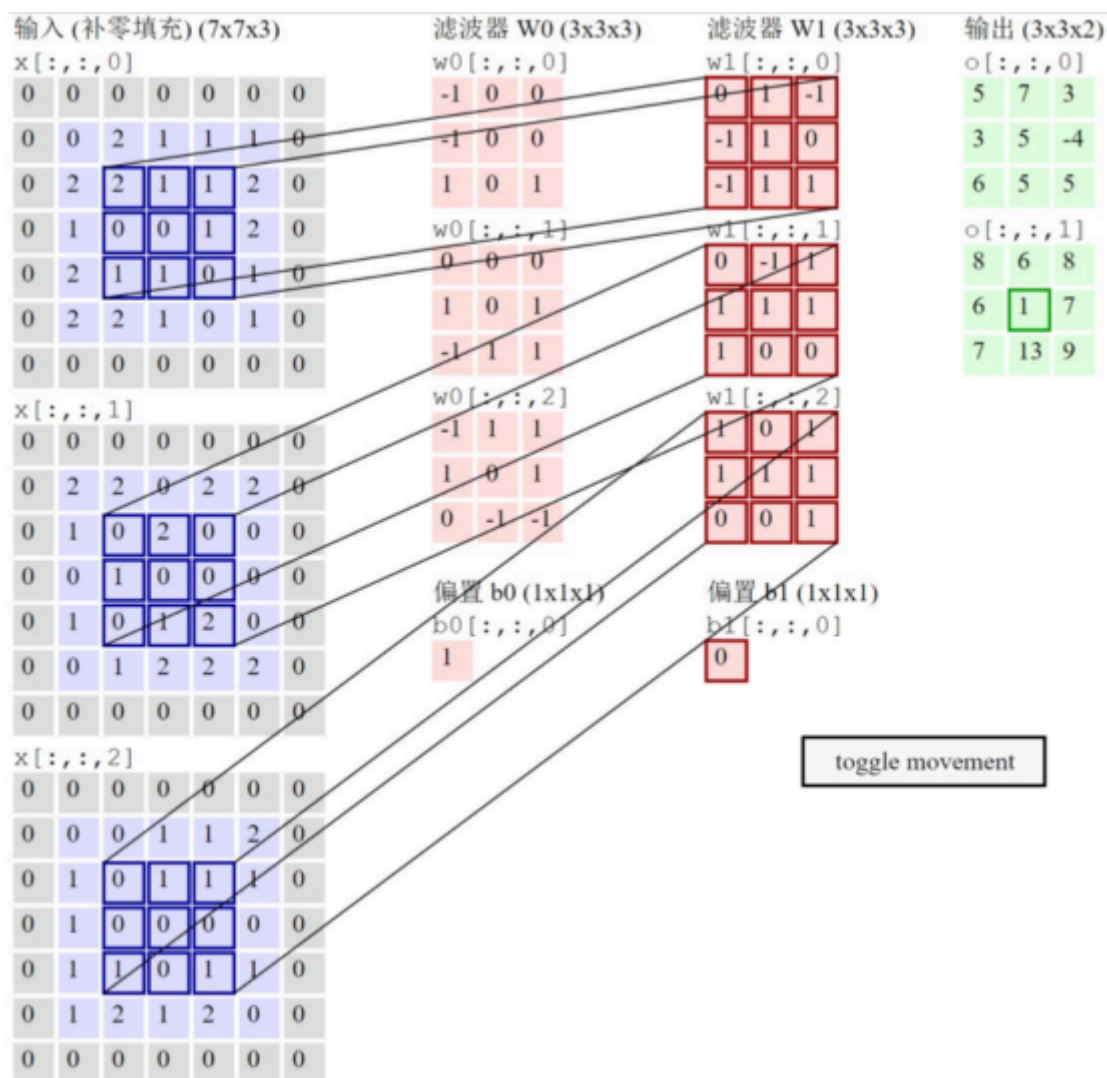 输入 (补零填充) (7x7x3)
x[:,:,0]
0 0 0 0 0 0 0
0 0 2 1 1 1 0
0 2 2 1 1 2 0
0 1 0 0 1 2 0
0 2 1 1 0 1 0
0 2 2 1 0 1 0
0 0 0 0 0 0 0
x[:,:,1]
0 0 0 0 0 0 0
0 2 2 0 2 2 0
0 1 0 2 0 0 0
0 0 1 0 0 0 0
0 1 0 1 2 0 0
0 0 1 2 2 2 0
0 0 0 0 0 0 0
x[:,:,2]
0 0 0 0 0 0 0
0 0 0 1 1 2 0
0 1 0 1 1 1 0
0 1 0 0 0 0 0
0 1 1 0 1 1 0
0 1 2 1 2 0 0
0 0 0 0 0 0 0
滤波器 W0 (3x3x3)
w0[:,:,0]
-1 0 0
-1 0 0
1 0 1
w0[:,:,1]
0 0 0
1 0 1
-1 1 1
w0[:,:,2]
-1 1 1
1 0 1
0 -1 -1
偏置 b0 (1x1x1)
b0[:,:,0]
1
滤波器 W1 (3x3x3)
w1[:,:,0]
0 1 -1
-1 1 0
-1 1 1
w1[:,:,1]
0 -1 1
1 1 1
1 0 0
w1[:,:,2]
1 0 1
1 1 1
0 0 1
偏置 b1 (1x1x1)
b1[:,:,0]
0
输出 (3x3x2)
o[:,:,0]
5 7 3
3 5 -4
6 5 5
o[:,:,1]
8 6 8
6 1 7
7 13 9
toggle movement